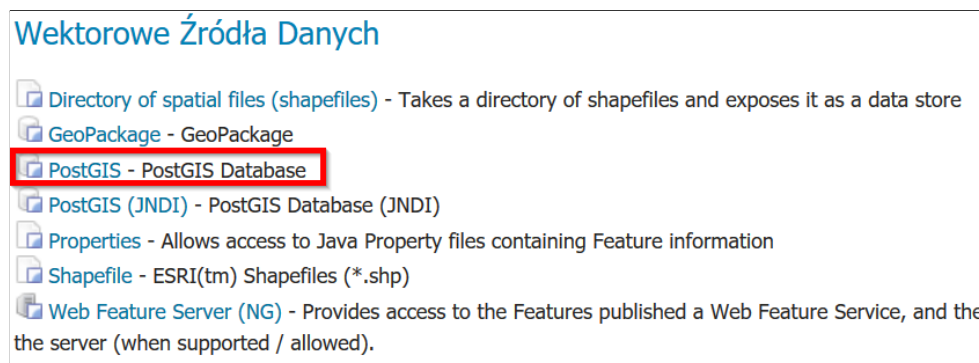 Wektorowe Źródła Danych
Directory of spatial files (shapefiles) - Takes a directory of shapefiles and exposes it as a data store
GeoPackage - GeoPackage
PostGIS - PostGIS Database
PostGIS (JNDI) - PostGIS Database (JNDI)
Properties - Allows access to Java Property files containing Feature information
Shapefile - ESRI(tm) Shapefiles (*.shp)
Web Feature Server (NG) - Provides access to the Features published a Web Feature Service, and the
the server (when supported / allowed).